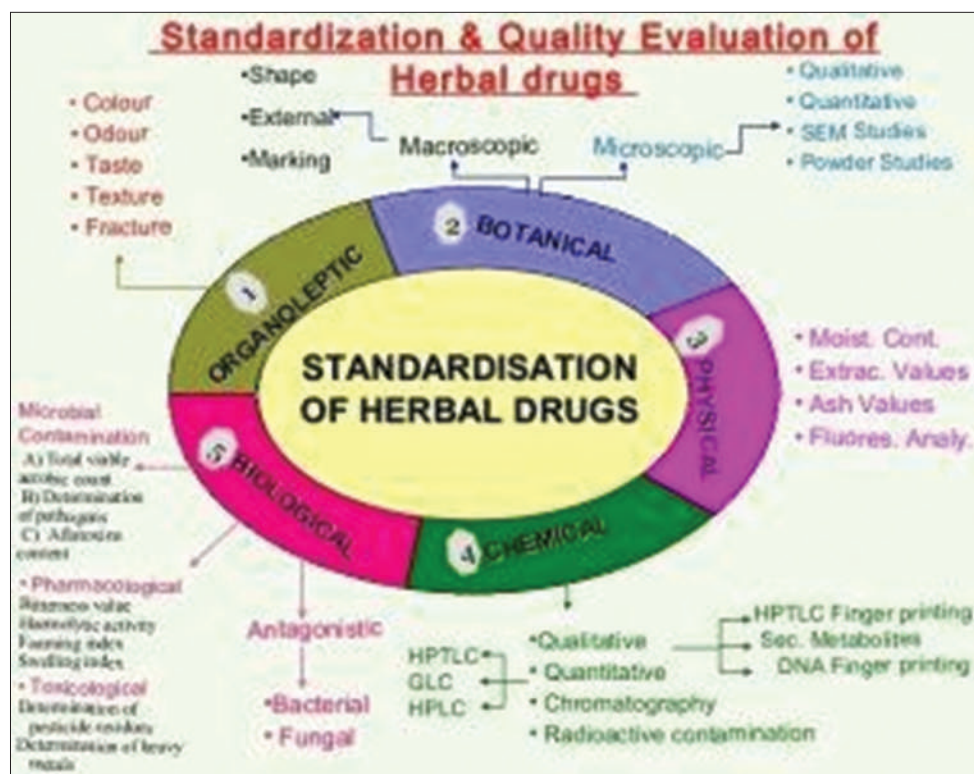 Standardization & Quality Evaluation of
Herbal drugs
• Colour
• Odour
• Taste
• Texture
• Fracture
•Shape
•External
•Marking
Macroscopic
Microscopic
• Qualitative
• Quantitative
• SEM Studies
• Powder Studies
1
ORGANOLEPTIC
2
BOTANICAL
3
PHYSICAL
• Moist. Cont.
• Extrac. Values
• Ash Values
• Fluores. Analy.
STANDARDISATION
OF HERBAL DRUGS
4
CHEMICAL
•Qualitative
• Quantitative
• Chromatography
• Radioactive contamination
HPTLC Finger printing
Sec. Metabolites
DNA Finger printing
HPTLC
GLC
HPLC
5
BIOLOGICAL
Microbial
Contamination
A) Total viable
aerobic count
B) Determination
of pathogens
C) Aflatoxins
content
• Pharmacological
Bitterness value
Haemolytic activity
Foaming index
Swelling index
• Toxicological
Determination of
pesticide residues
Determination of heavy
metals
Antagonistic
•Bacterial
• Fungal